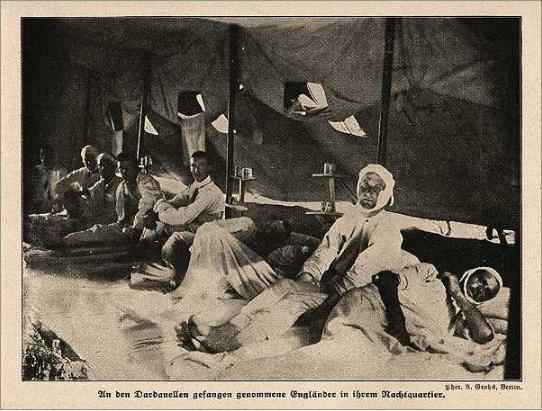 Phot. R. Grohs, Berlin.
An den Dardanellen gefangen genommene Engländer in ihrem Nachtquartier.